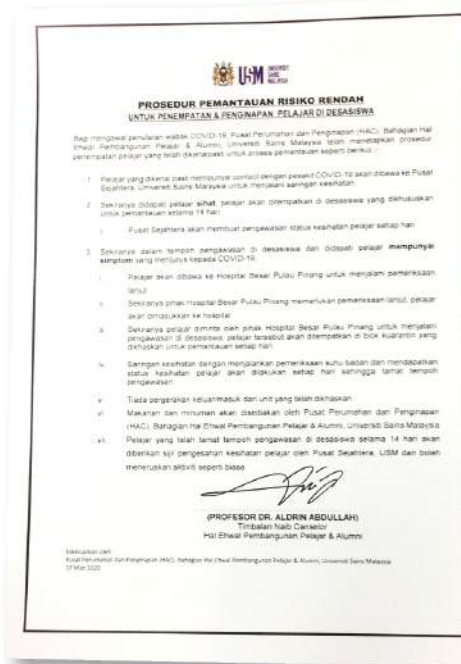 USM UNIVERSITI
SAINS
MALAYSIA
PROSEDUR PEMANTAUAN RISIKO RENDAH
UNTUK PENEMPATAN & PENGINAPAN PELAJAR DI DESASISWA
Bagi mengawal penularan wabak COVID-19, Pusat Perumahan dan Penginapan (HAC), Bahagian Hal
Ehwal Pembangunan Pelajar & Alumni, Universiti Sains Malaysia telah menetapkan prosedur
penempatan pelajar yang telah dikenalpasti untuk proses pemantauan seperti berikut :-
1. Pelajar yang dikenal pasti mempunyai contact dengan pesakit COVID-19 akan dibawa ke Pusat
Sejahtera, Universiti Sains Malaysia untuk menjalani saringan kesihatan.
2. Sekiranya didapati pelajar sihat, pelajar akan ditempatkan di desasiswa yang dikhususkan
untuk pemantauan selama 14 hari.
i. Pusat Sejahtera akan membuat pengawasan status kesihatan pelajar setiap hari.
3. Sekiranya dalam tempoh pengawasan di desasiswa dan didapati pelajar mempunyai
simptom yang menjurus kepada COVID-19.
i. Pelajar akan dibawa ke Hospital Besar Pulau Pinang untuk menjalani pemeriksaan
lanjut.
ii. Sekiranya pihak Hospital Besar Pulau Pinang memerlukan pemeriksaan lanjut, pelajar
akan dimasukkan ke hospital.
iii. Sekiranya pelajar diminta oleh pihak Hospital Besar Pulau Pinang untuk menjalani
pengawasan di desasiswa, pelajar tersebut akan ditempatkan di blok kuarantin yang
dikhaskan untuk pemantauan setiap hari.
iv. Saringan kesihatan dengan menjalankan pemeriksaan suhu badan dan mendapatkan
status kesihatan pelajar akan dilakukan setiap hari sehingga tamat tempoh
pengawasan.
v. Tiada pergerakan keluar/masuk dari unit yang telah dikhaskan.
vi. Makanan dan minuman akan disediakan oleh Pusat Perumahan dan Penginapan
(HAC), Bahagian Hal Ehwal Pembangunan Pelajar & Alumni, Universiti Sains Malaysia.
vii. Pelajar yang telah tamat tempoh pengawasan di desasiswa selama 14 hari akan
diberikan sijil pengesahan kesihatan pelajar oleh Pusat Sejahtera, USM dan boleh
meneruskan aktiviti seperti biasa.
(PROFESOR DR. ALDRIN ABDULLAH)
Timbalan Naib Canselor
Hal Ehwal Pembangunan Pelajar & Alumni
Dikeluarkan oleh:
Pusat Perumahan dan Penginapan (HAC), Bahagian Hal Ehwal Pembangunan Pelajar & Alumni, Universiti Sains Malaysia
Mac 2020